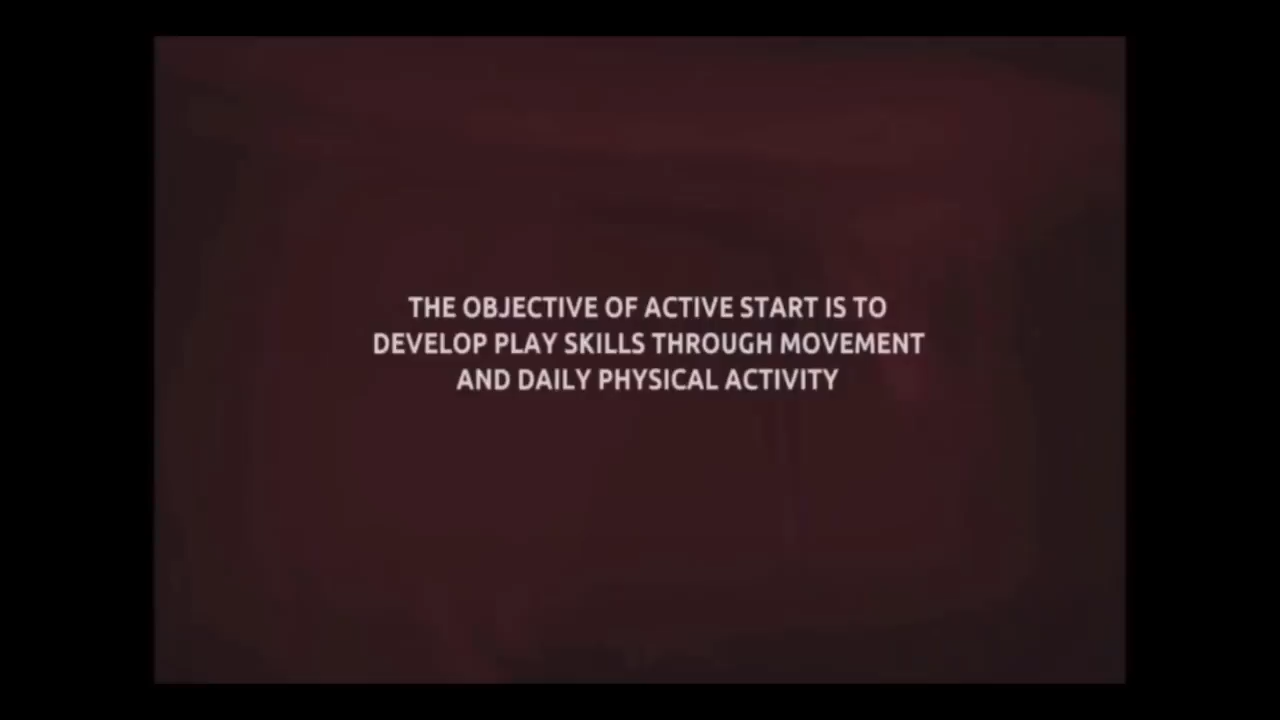 THE OBJECTIVE OF ACTIVE START IS TO
DEVELOP PLAY SKILLS THROUGH MOVEMENT
AND DAILY PHYSICAL ACTIVITY